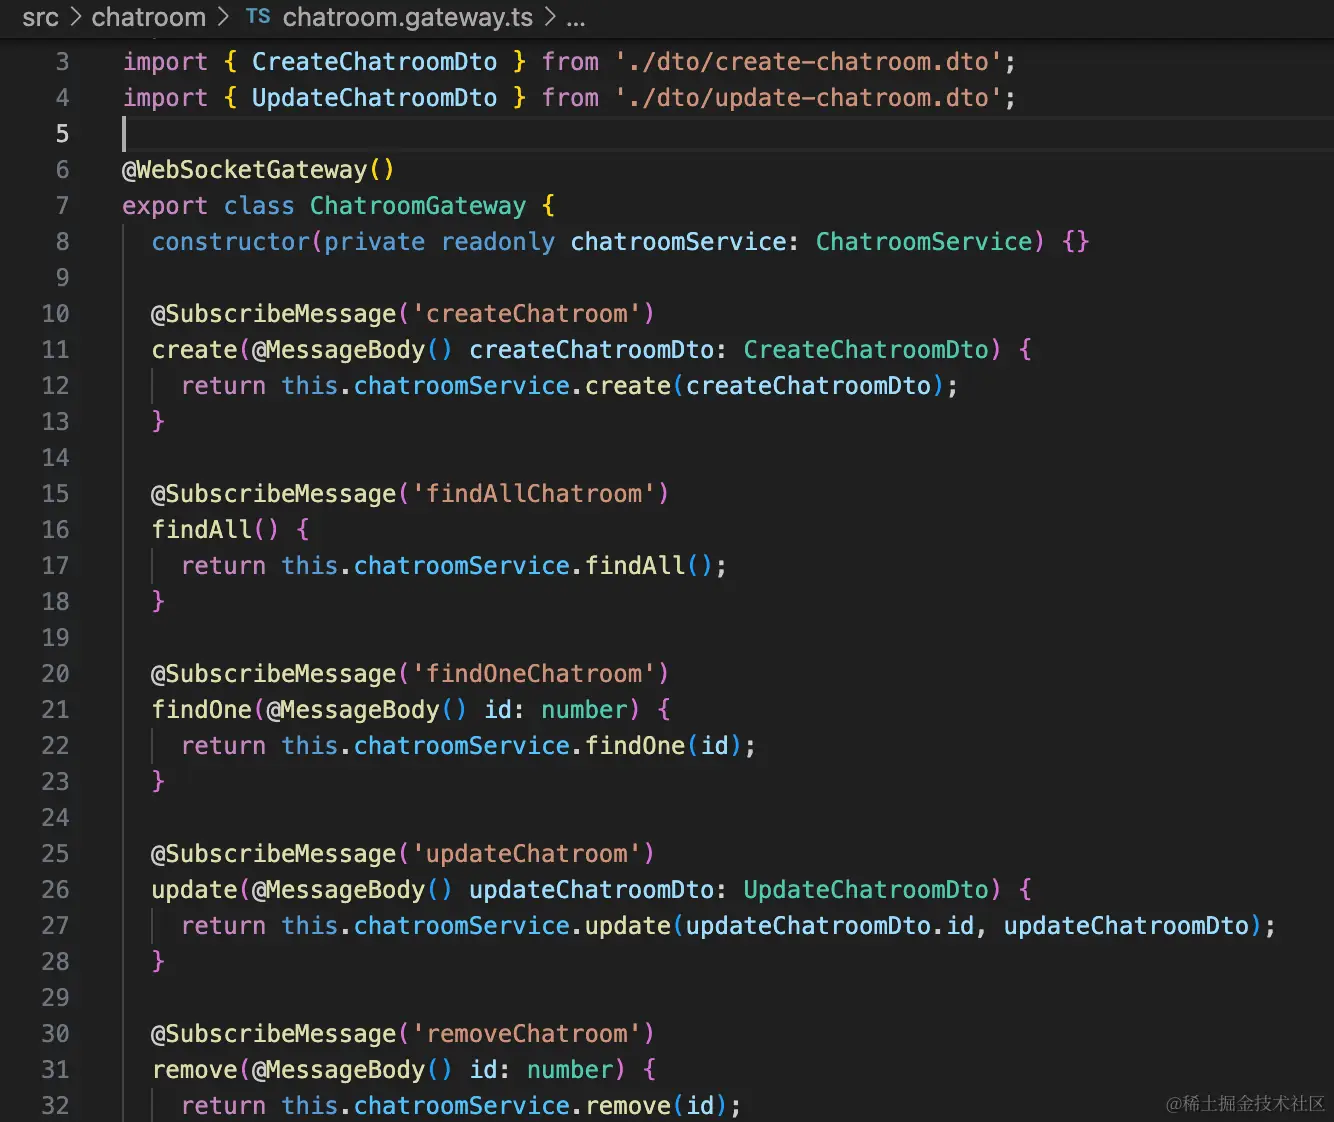 src > chatroom > TS chatroom.gateway.ts > ...
3 import { CreateChatroomDto } from './dto/create-chatroom.dto';
4 import { UpdateChatroomDto } from './dto/update-chatroom.dto';
5
6 @WebSocketGateway()
7 export class ChatroomGateway {
8 constructor(private readonly chatroomService: ChatroomService) {}
9
10 @SubscribeMessage('createChatroom')
11 create(@MessageBody() createChatroomDto: CreateChatroomDto) {
12 return this.chatroomService.create(createChatroomDto);
13 }
14
15 @SubscribeMessage('findAllChatroom')
16 findAll() {
17 return this.chatroomService.findAll();
18 }
19
20 @SubscribeMessage('findOneChatroom')
21 findOne(@MessageBody() id: number) {
22 return this.chatroomService.findOne(id);
23 }
24
25 @SubscribeMessage('updateChatroom')
26 update(@MessageBody() updateChatroomDto: UpdateChatroomDto) {
27 return this.chatroomService.update(updateChatroomDto.id, updateChatroomDto);
28 }
29
30 @SubscribeMessage('removeChatroom')
31 remove(@MessageBody() id: number) {
32 return this.chatroomService.remove(id);
@稀土掘金技术社区